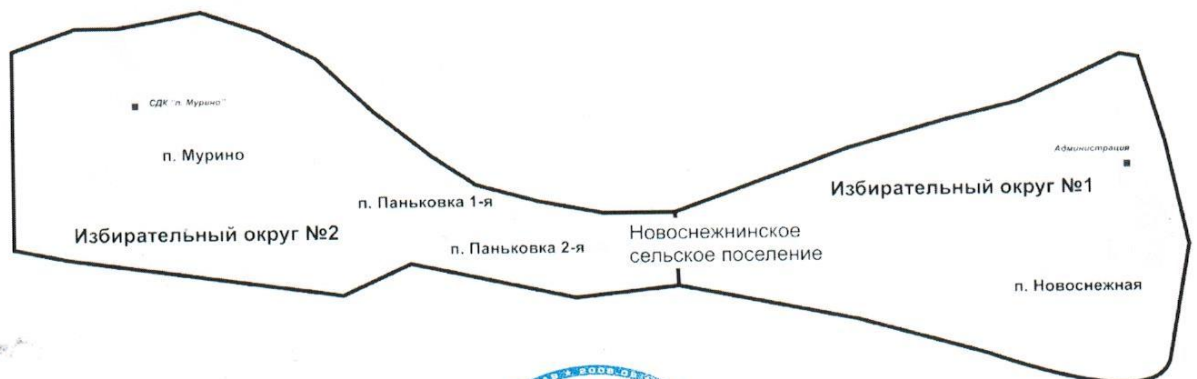 СДК "п. Мурино"
п. Мурино
Администрация
Избирательный округ №1
п. Паньковка 1-я
Избирательный округ №2
п. Паньковка 2-я
Новоснежнинское
сельское поселение
п. Новоснежная